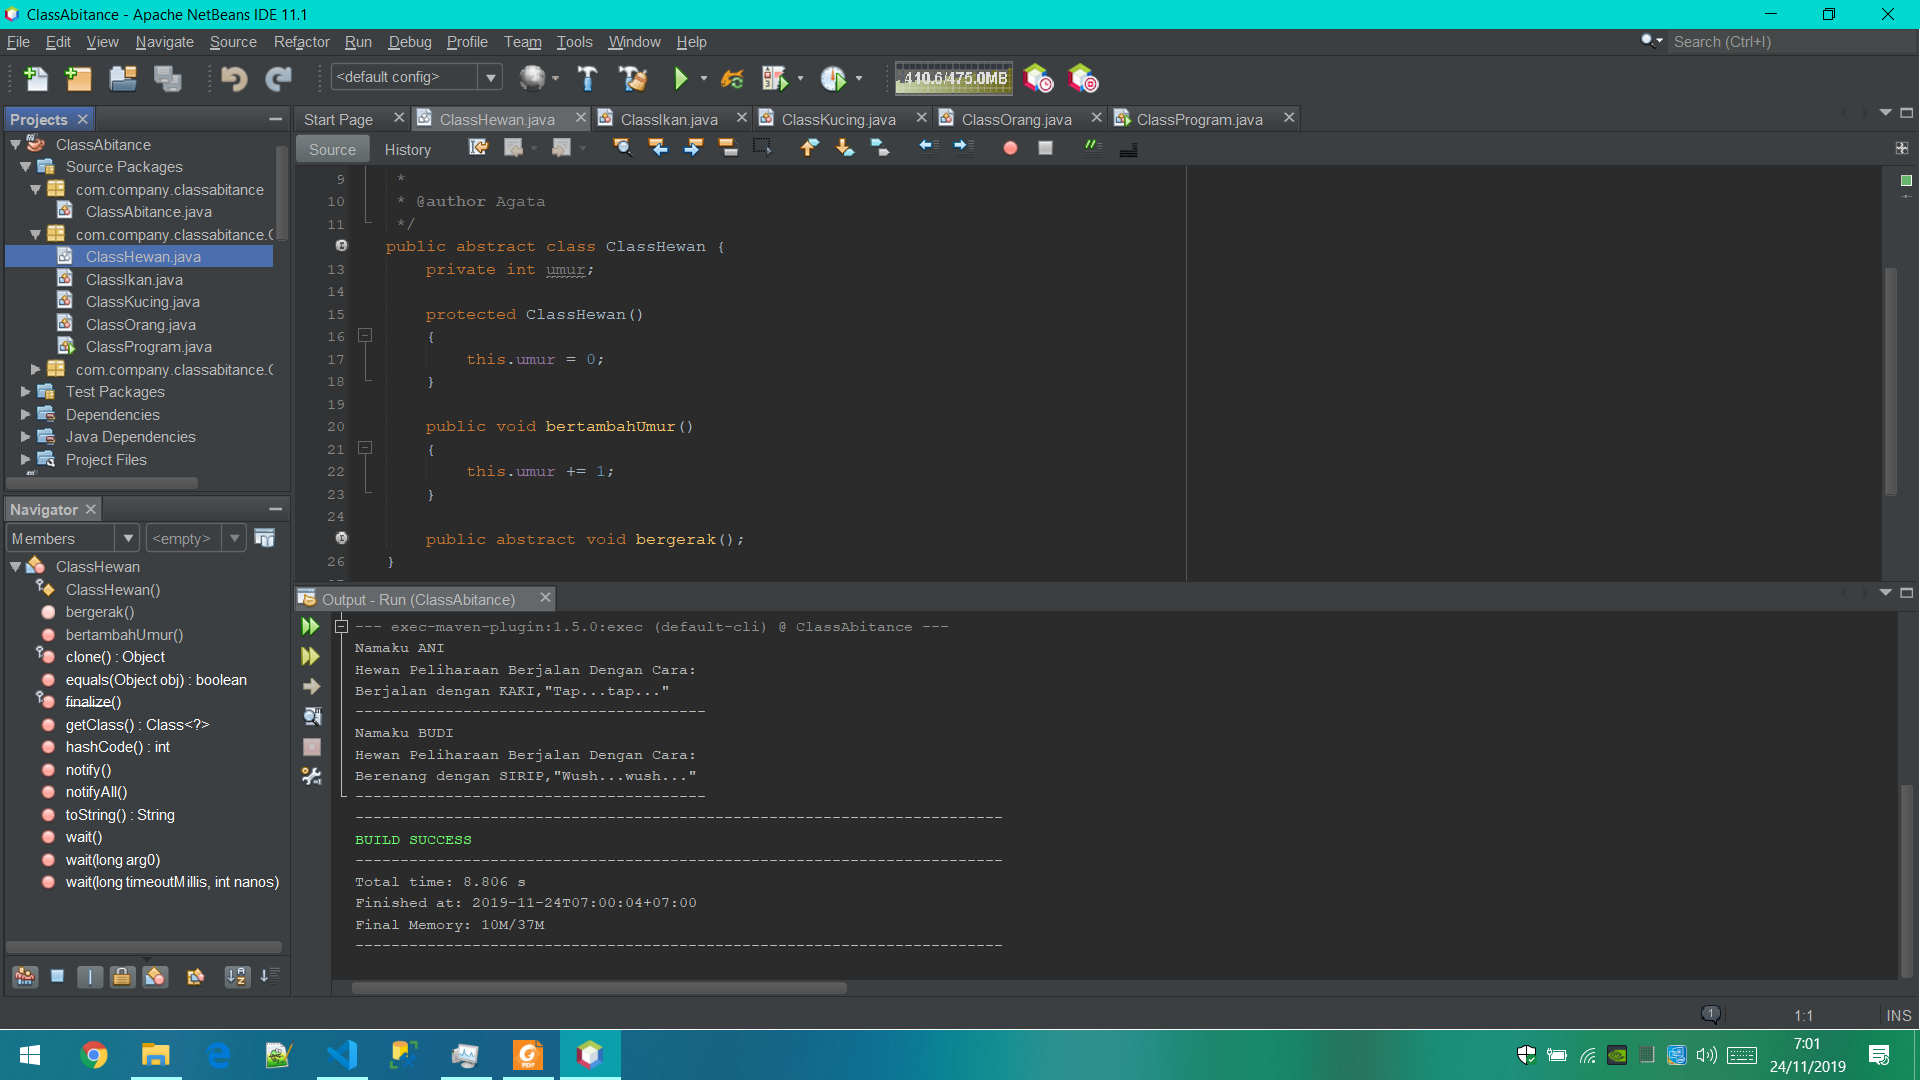 ClassAbitance - Apache NetBeans IDE 11.1
File Edit View Navigate Source Refactor Run Debug Profile Team Tools Window Help
Search (Ctrl+I)
<default config>
410.6/475.0MB
Projects
ClassAbitance
Source Packages
com.company.classabitance
ClassAbitance.java
com.company.classabitance.
ClassHewan.java
ClassIkan.java
ClassKucing.java
ClassOrang.java
ClassProgram.java
com.company.classabitance.
Test Packages
Dependencies
Java Dependencies
Project Files
Navigator
Members
<empty>
ClassHewan
ClassHewan()
bergerak()
bertambahUmur()
clone() : Object
equals(Object obj) : boolean
finalize()
getClass() : Class<?>
hashCode() : int
notify()
notifyAll()
toString() : String
wait()
wait(long arg0)
wait(long timeoutMillis, int nanos)
Start Page ClassHewan.java ClassIkan.java ClassKucing.java ClassOrang.java ClassProgram.java
Source History
9 *
10 * @author Agata
11 */
public abstract class ClassHewan {
13 private int umur;
14
15 protected ClassHewan()
16 {
17 this.umur = 0;
18 }
19
20 public void bertambahUmur()
21 {
22 this.umur += 1;
23 }
24
public abstract void bergerak();
26 }
Output - Run (ClassAbitance)
--- exec-maven-plugin:1.5.0:exec (default-cli) @ ClassAbitance ---
Namaku ANI
Hewan Peliharaan Berjalan Dengan Cara:
Berjalan dengan KAKI,"Tap...tap..."
---------------------------------------
Namaku BUDI
Hewan Peliharaan Berjalan Dengan Cara:
Berenang dengan SIRIP,"Wush...wush..."
---------------------------------------
------------------------------------------------------------------------
BUILD SUCCESS
------------------------------------------------------------------------
Total time: 8.806 s
Finished at: 2019-11-24T07:00:04+07:00
Final Memory: 10M/37M
------------------------------------------------------------------------
1
1:1
INS
7:01
24/11/2019